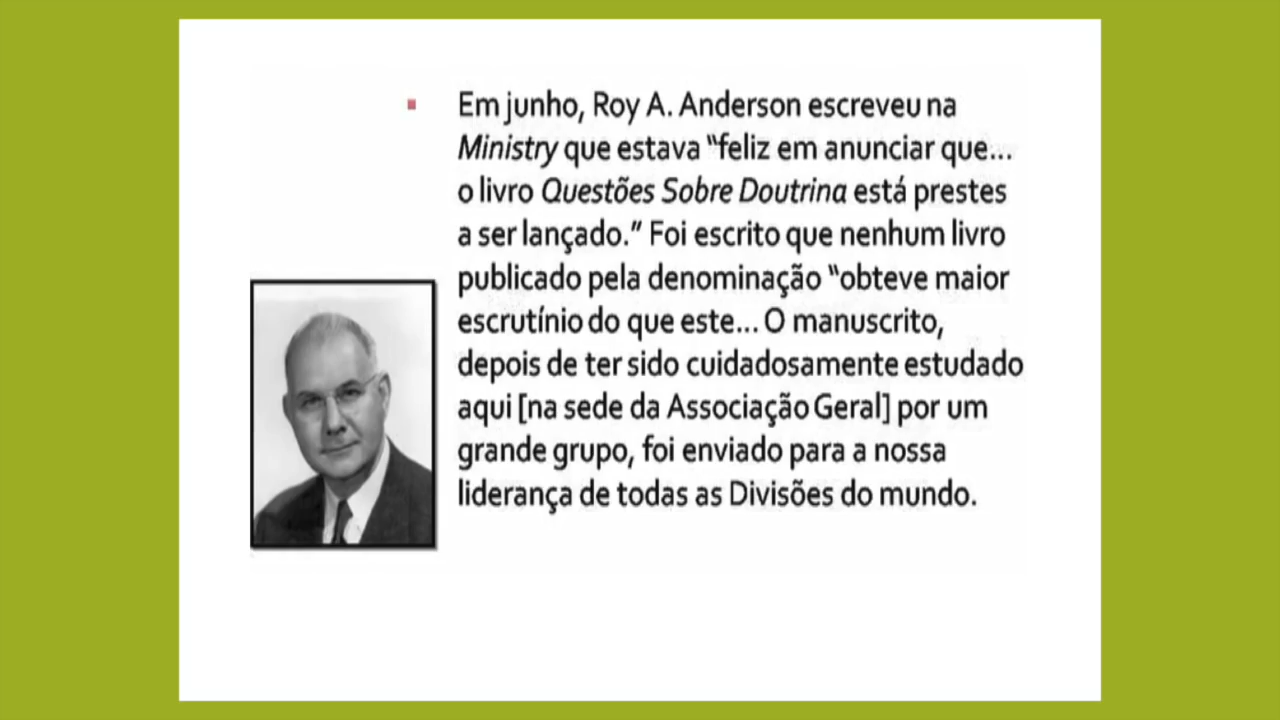 Em junho, Roy A. Anderson escreveu na
Ministry que estava “feliz em anunciar que...
o livro Questões Sobre Doutrina está prestes
a ser lançado.” Foi escrito que nenhum livro
publicado pela denominação “obteve maior
escrutínio do que este... O manuscrito,
depois de ter sido cuidadosamente estudado
aqui [na sede da Associação Geral] por um
grande grupo, foi enviado para a nossa
liderança de todas as Divisões do mundo.